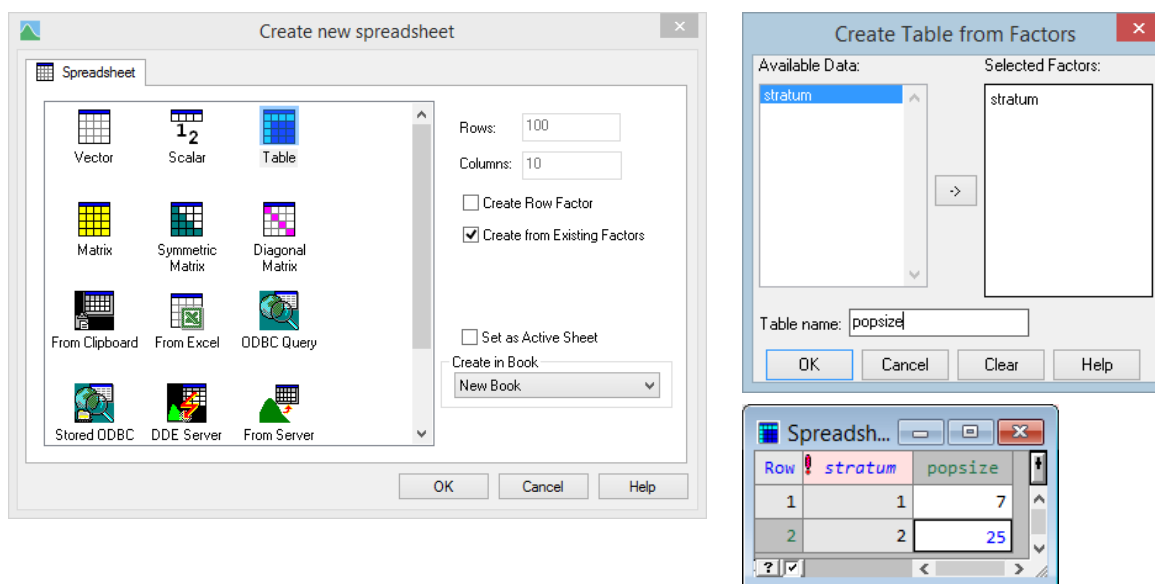 Create new spreadsheet
Spreadsheet
Vector
Scalar
Table
Matrix
Symmetric
Matrix
Diagonal
Matrix
From Clipboard
From Excel
ODBC Query
Stored ODBC
DDE Server
From Server
Rows: 100
Columns: 10
Create Row Factor
Create from Existing Factors
Set as Active Sheet
Create in Book
New Book
OK Cancel Help
Create Table from Factors
Available Data: Selected Factors:
stratum stratum
->
Table name: popsize
OK Cancel Clear Help
Spreadsh...
Row ! stratum popsize
1 1 7
2 2 25
?